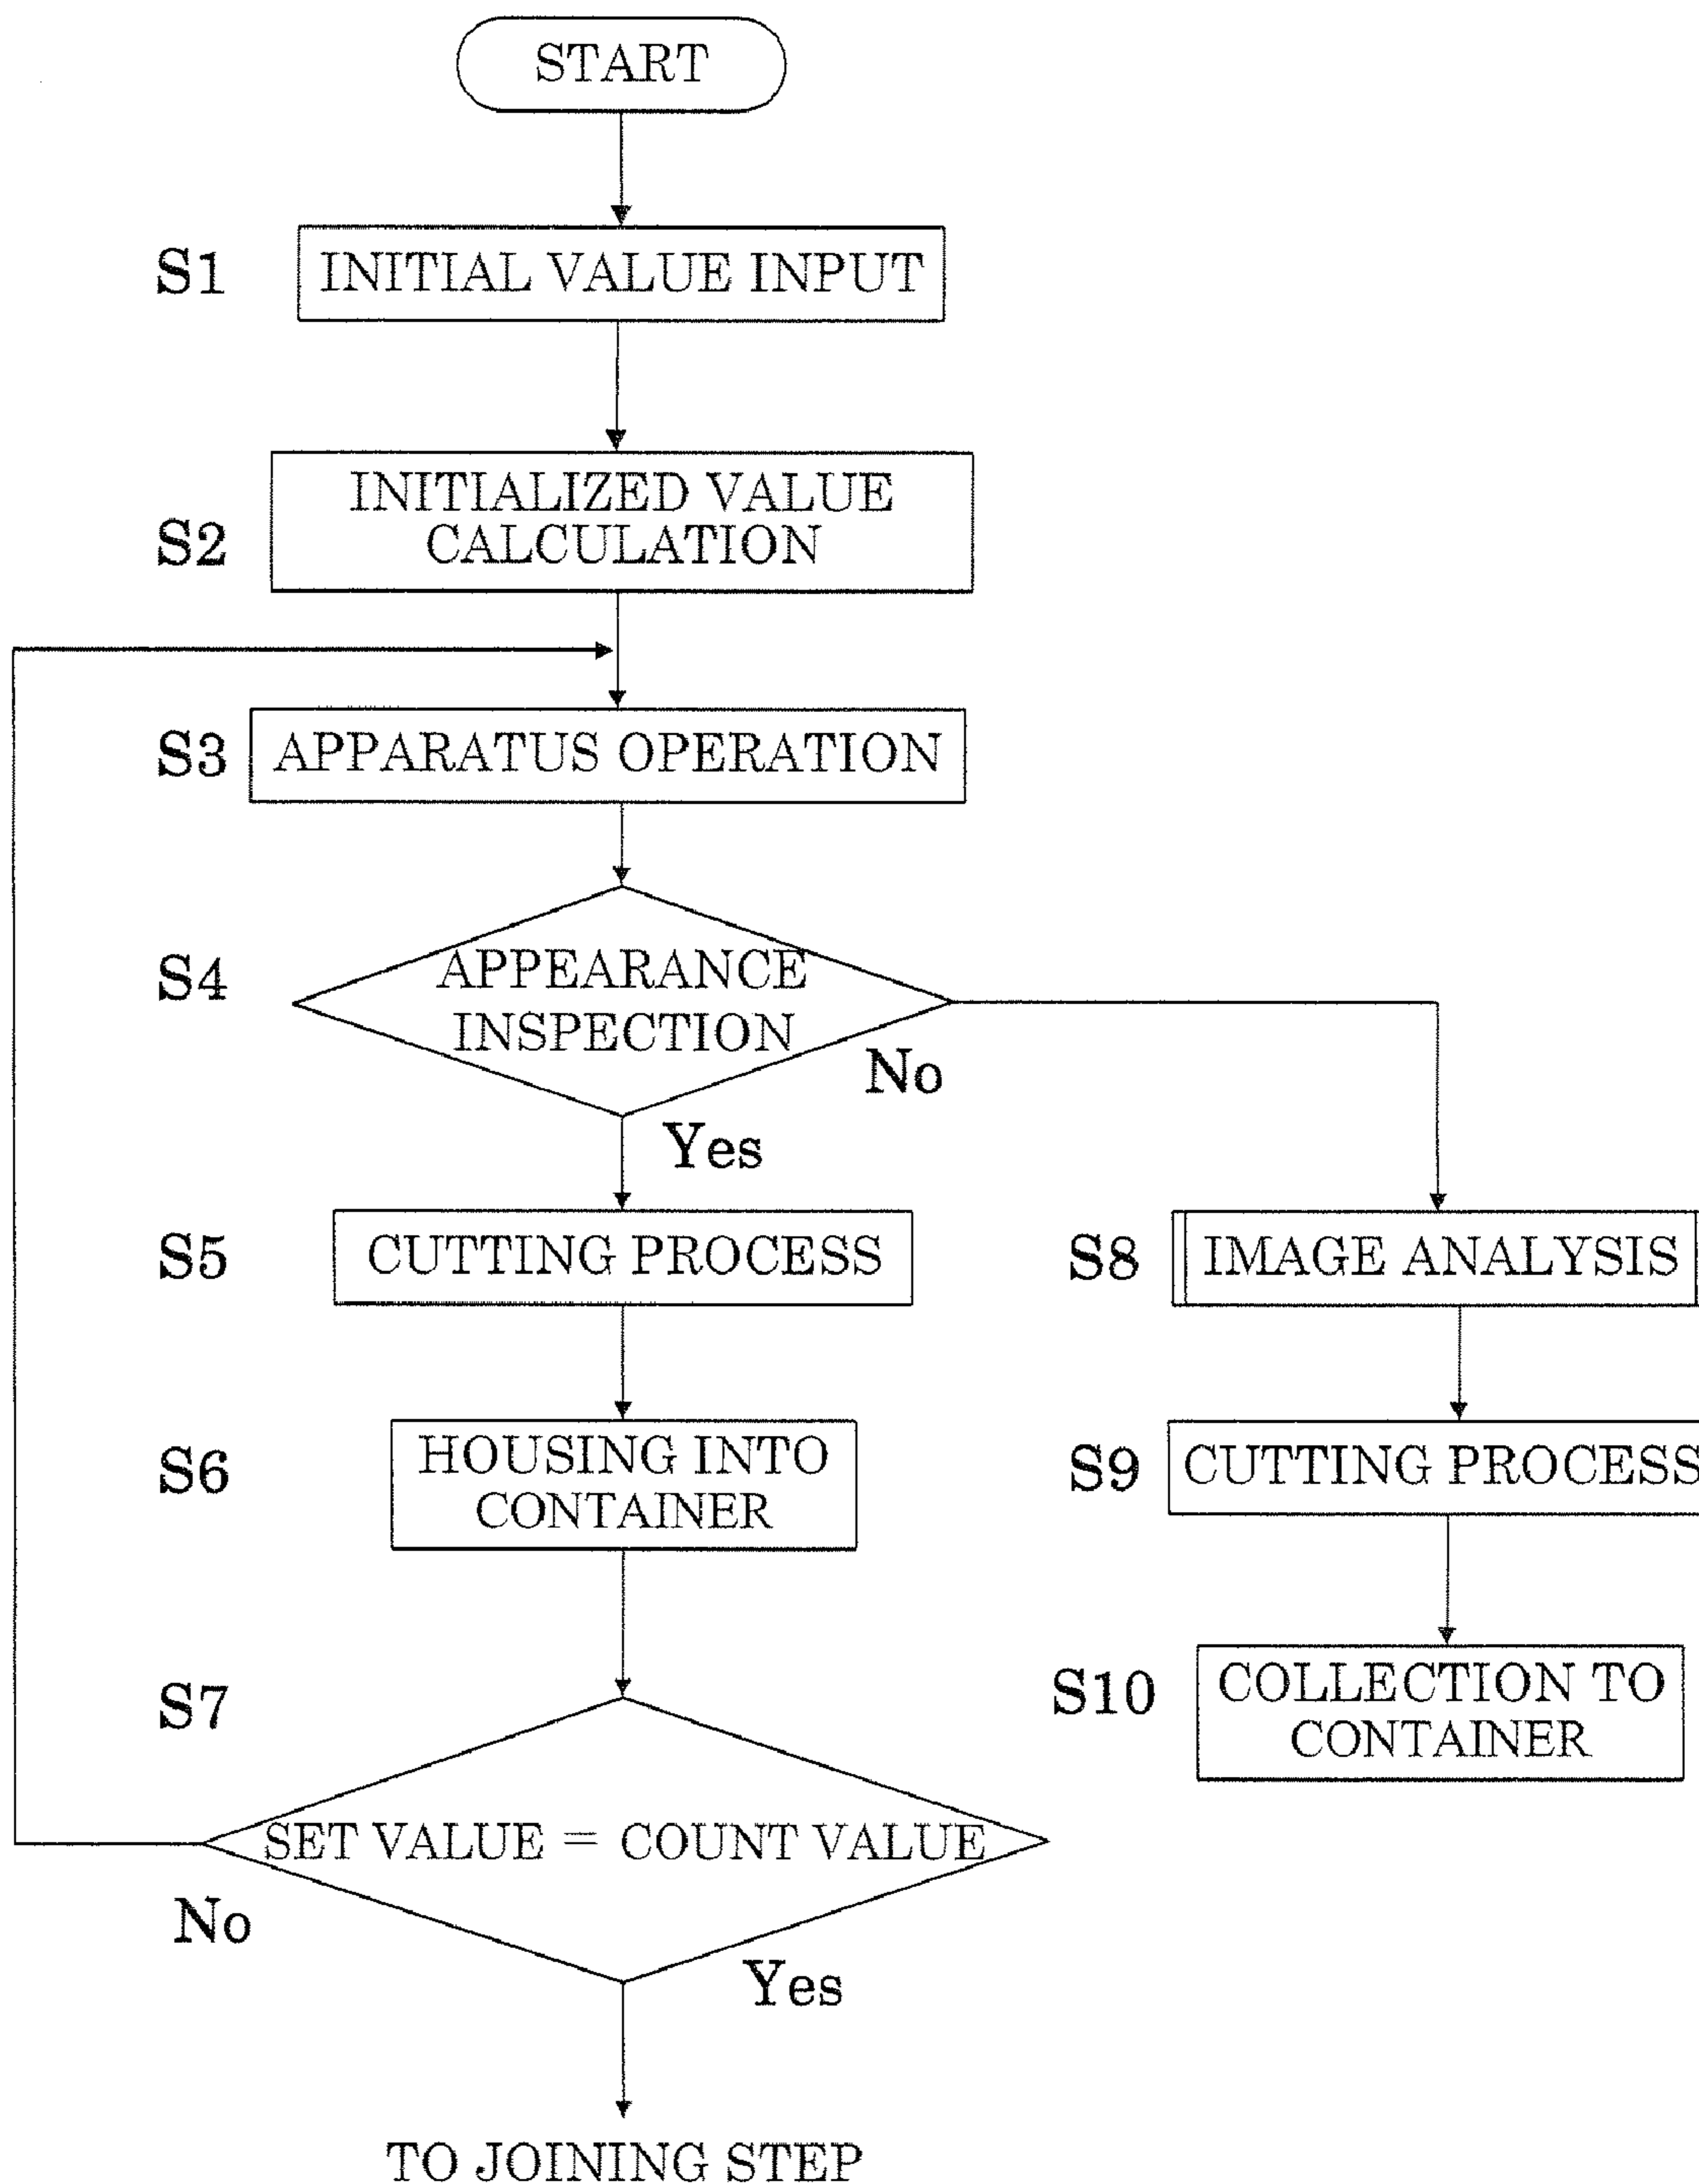 START
S1
INITIAL VALUE INPUT
S2
INITIALIZED VALUE
CALCULATION
S3
APPARATUS OPERATION
S4
APPEARANCE
INSPECTION
No
Yes
S5
CUTTING PROCESS
S8
IMAGE ANALYSIS
S6
HOUSING INTO
CONTAINER
S9
CUTTING PROCESS
S7
SET VALUE = COUNT VALUE
S10
COLLECTION TO
CONTAINER
No
Yes
TO JOINING STEP